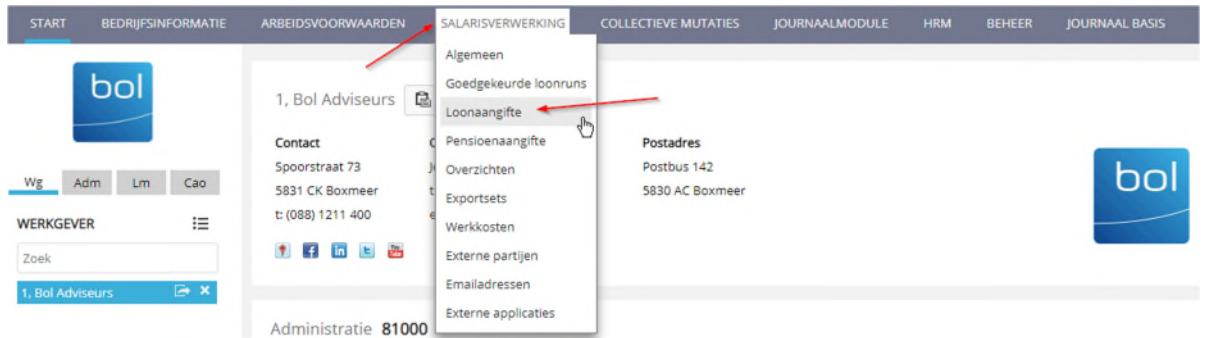 START BEDRIJFSINFORMATIE ARBEIDSVOORWAARDEN SALARISVERWERKING COLLECTIEVE MUTATIES JOURNAALMODULE HRM BEHEER JOURNAAL BASIS
bol
Wg Adm Lm Cao
WERKGEVER
Zoek
1, Bol Adviseurs
Algemeen
Goedgekeurde loonruns
Loonaangifte
Pensioenaangifte
Overzichten
Exportsets
Werkkosten
Externe partijen
Emailadressen
Externe applicaties
1, Bol Adviseurs
Contact
Spoorstraat 73
5831 CK Boxmeer
t: (088) 1211 400
You Tube
Postadres
Postbus 142
5830 AC Boxmeer
bol
Administratie 81000